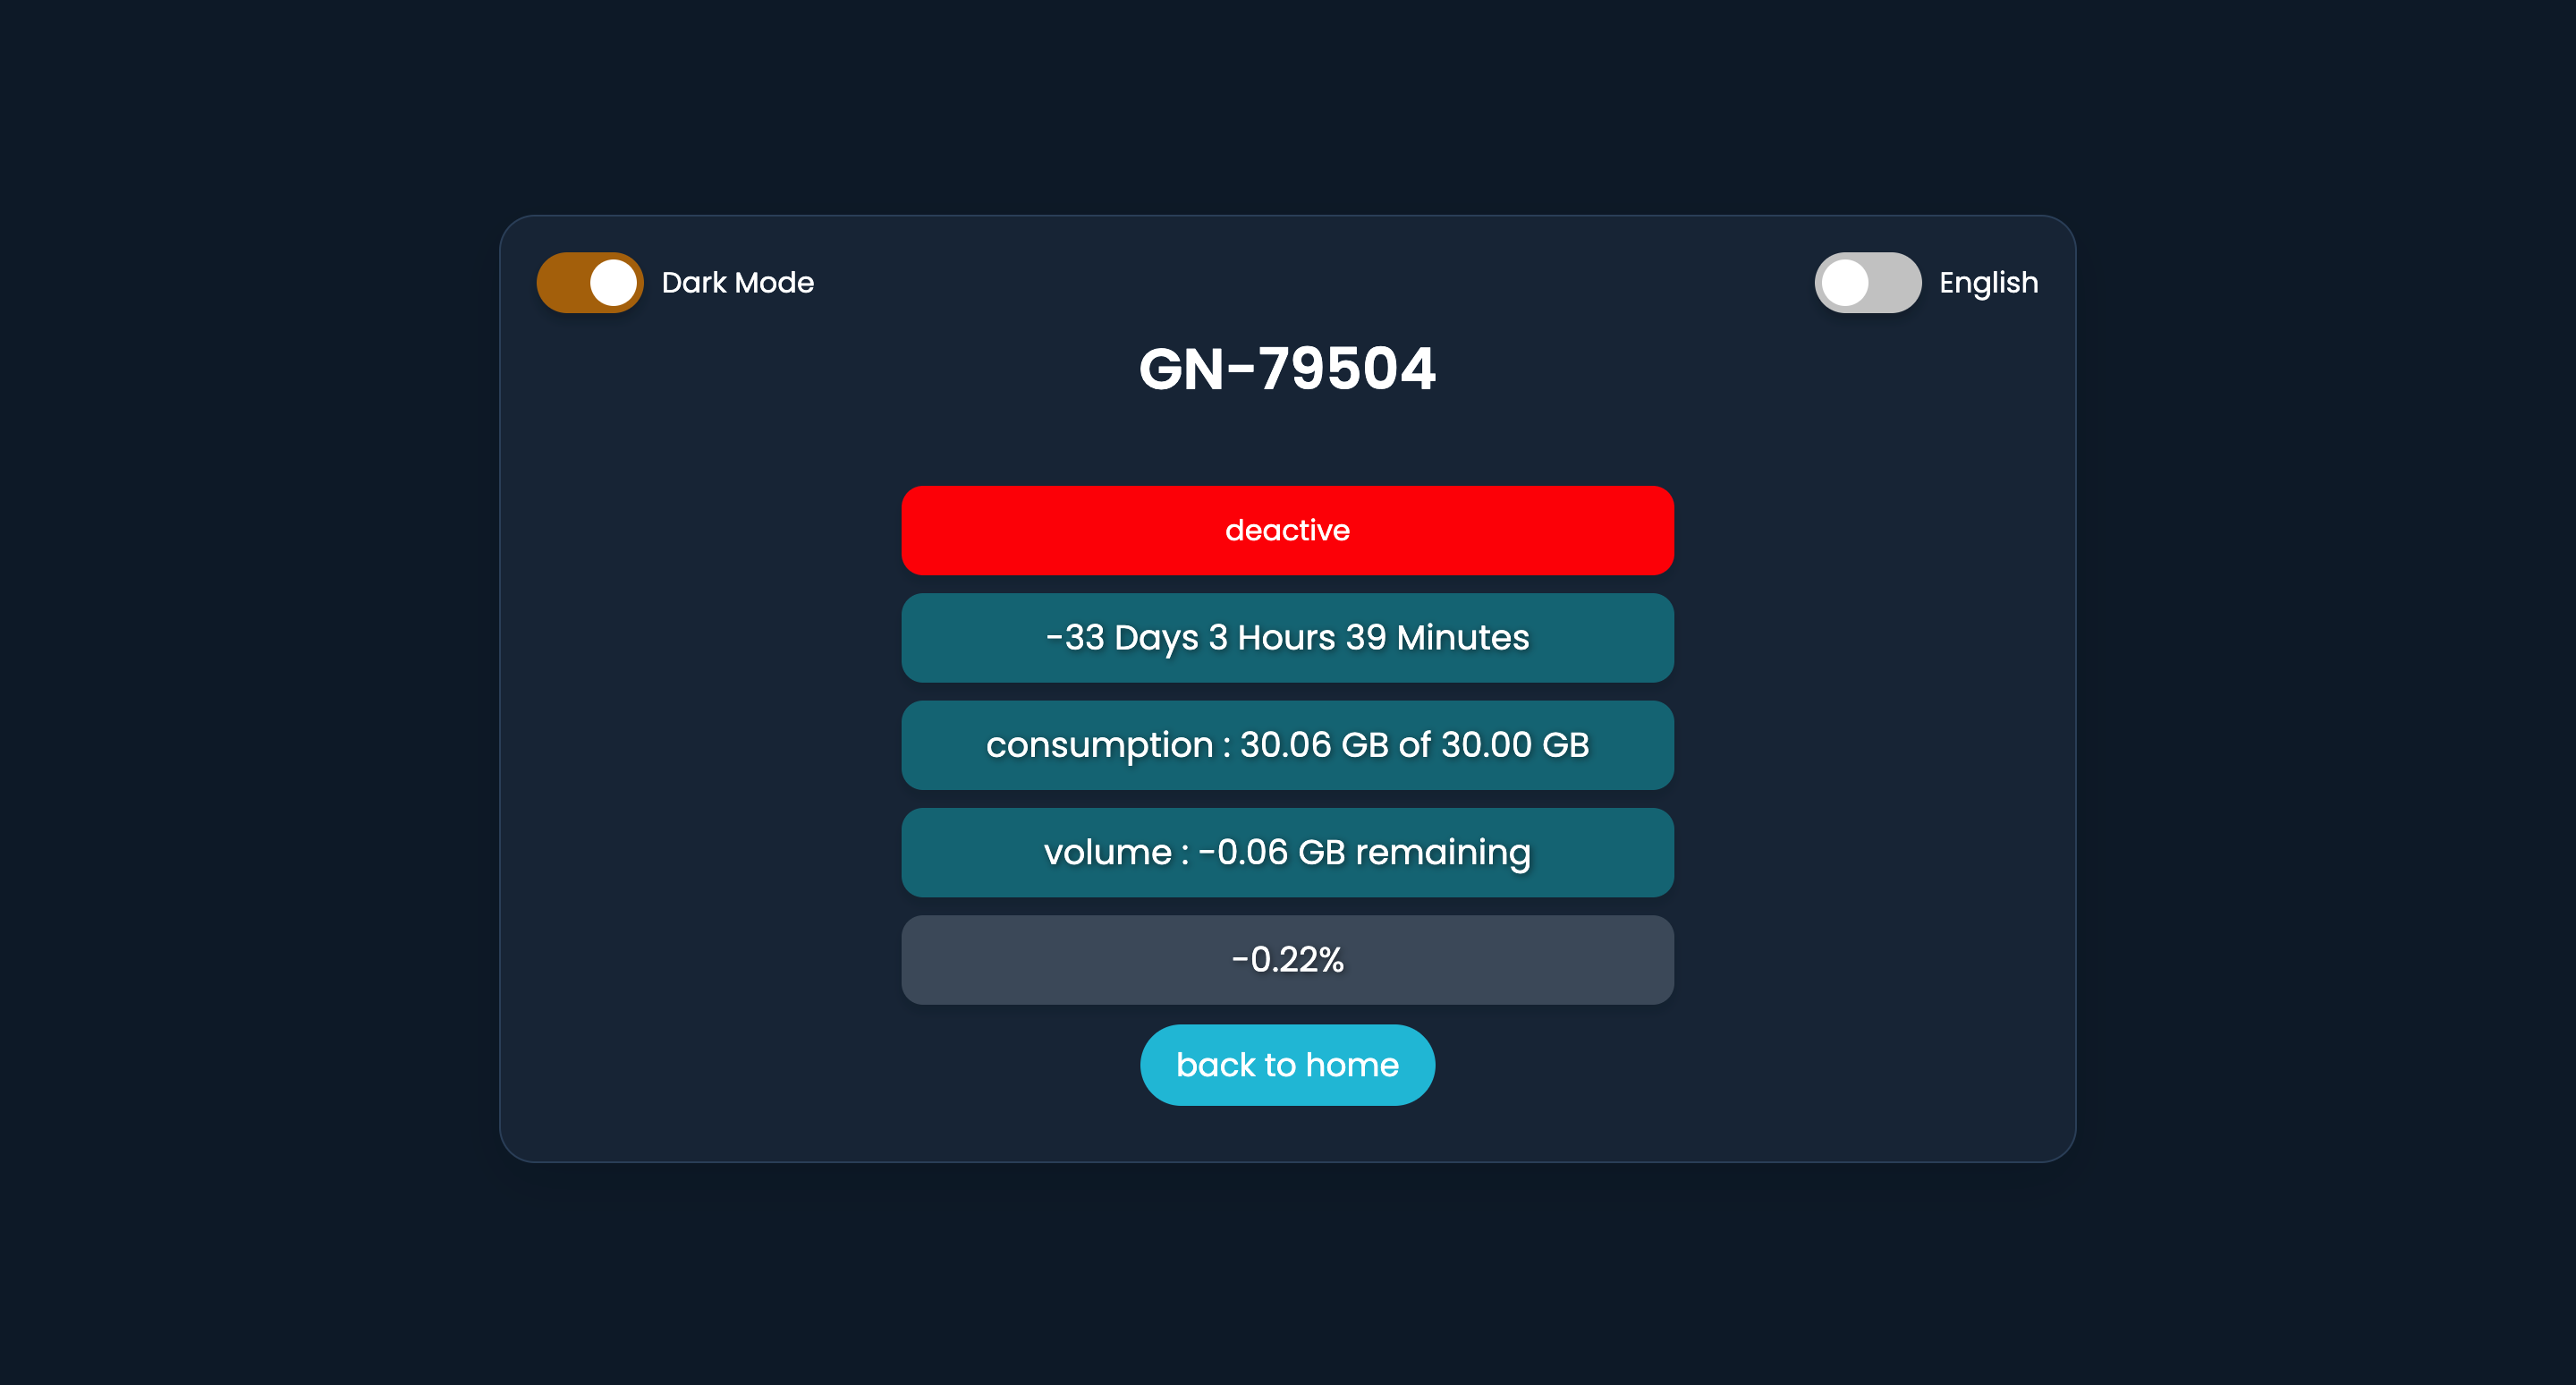 Dark Mode
English
GN-79504
deactive
-33 Days 3 Hours 39 Minutes
consumption : 30.06 GB of 30.00 GB
volume : -0.06 GB remaining
-0.22%
back to home